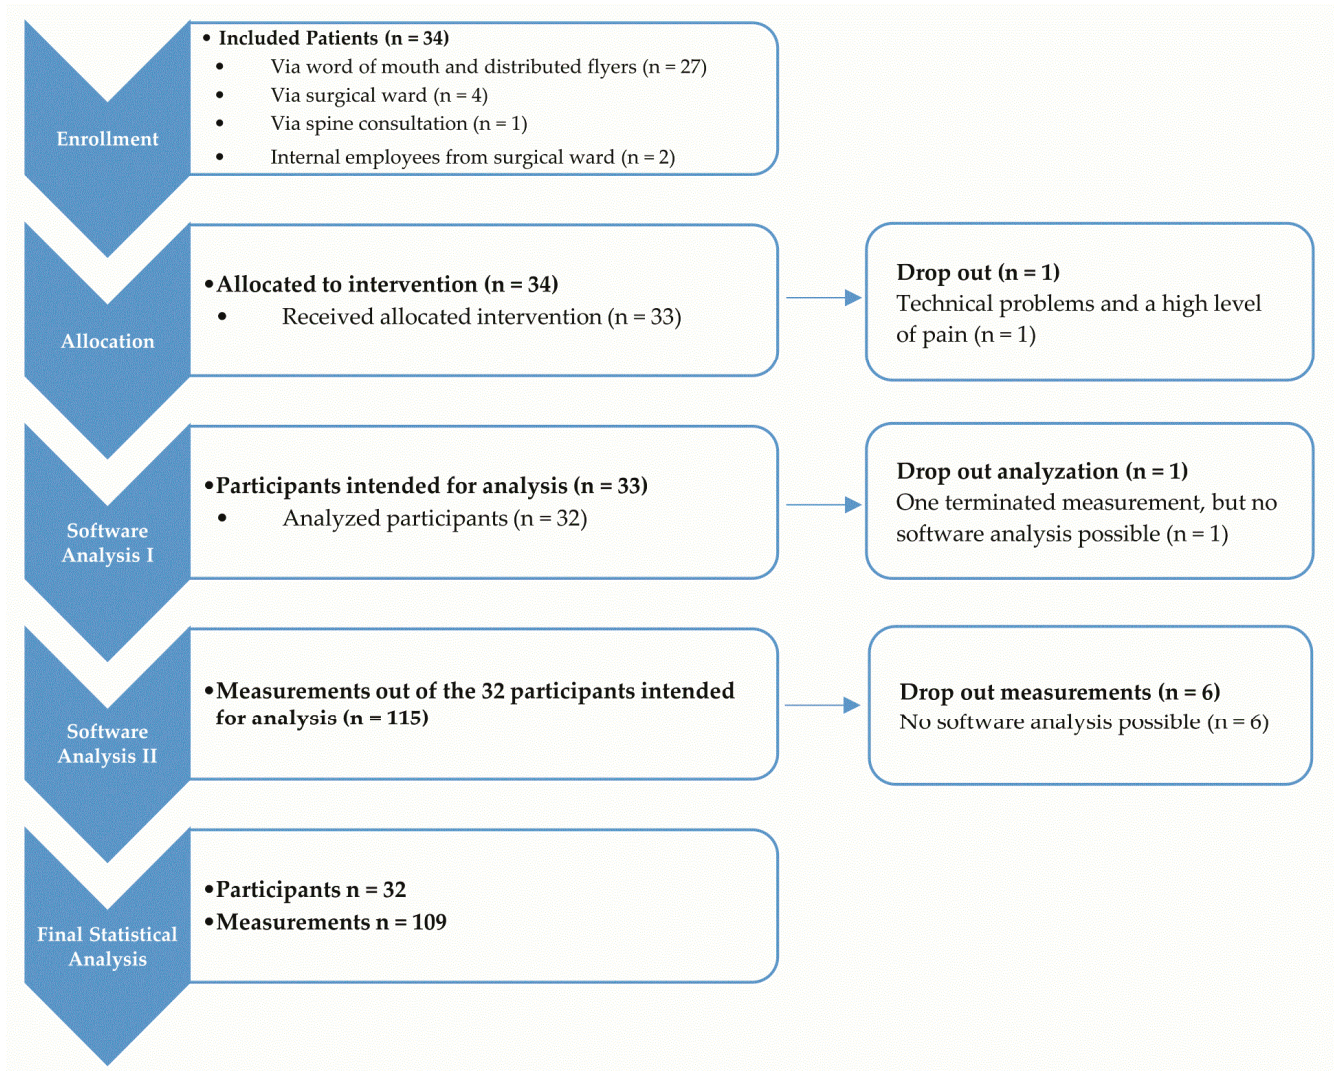 Enrollment
• Included Patients (n = 34)
• Via word of mouth and distributed flyers (n = 27)
• Via surgical ward (n = 4)
• Via spine consultation (n = 1)
• Internal employees from surgical ward (n = 2)
Allocation
•Allocated to intervention (n = 34)
• Received allocated intervention (n = 33)
Drop out (n = 1)
Technical problems and a high level
of pain (n = 1)
Software
Analysis I
•Participants intended for analysis (n = 33)
• Analyzed participants (n = 32)
Drop out analyzation (n = 1)
One terminated measurement, but no
software analysis possible (n = 1)
Software
Analysis II
•Measurements out of the 32 participants intended
for analysis (n = 115)
Drop out measurements (n = 6)
No software analysis possible (n = 6)
Final Statistical
Analysis
•Participants n = 32
•Measurements n = 109